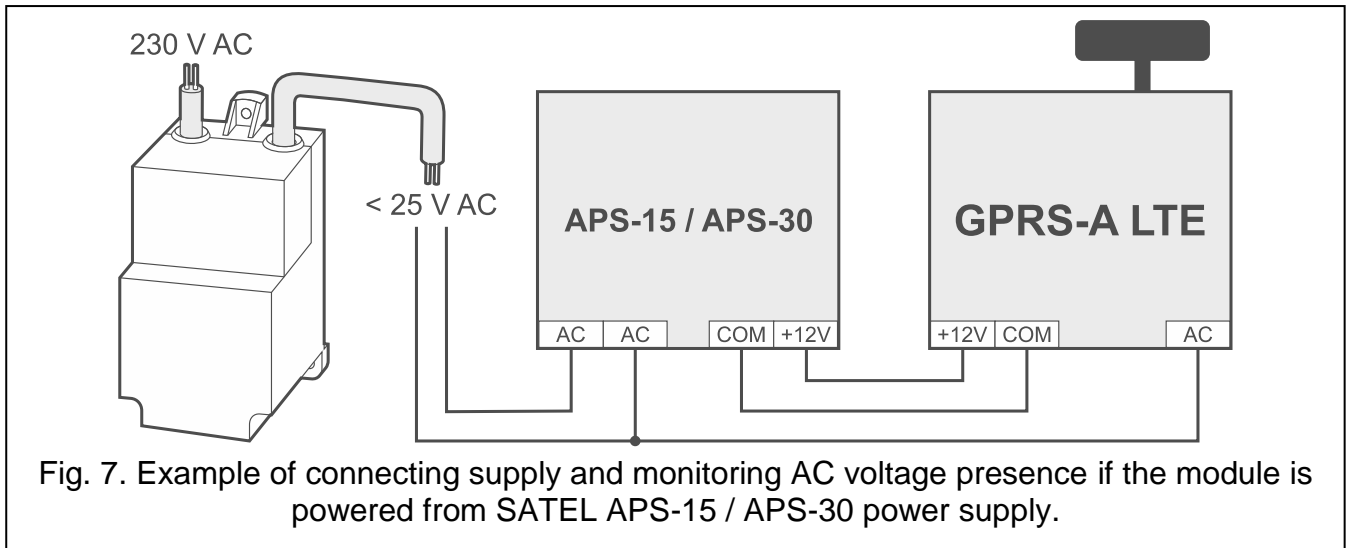 230 V AC
< 25 V AC
APS-15 / APS-30
AC AC COM +12V
GPRS-A LTE
+12V COM AC
Fig. 7. Example of connecting supply and monitoring AC voltage presence if the module is
powered from SATEL APS-15 / APS-30 power supply.